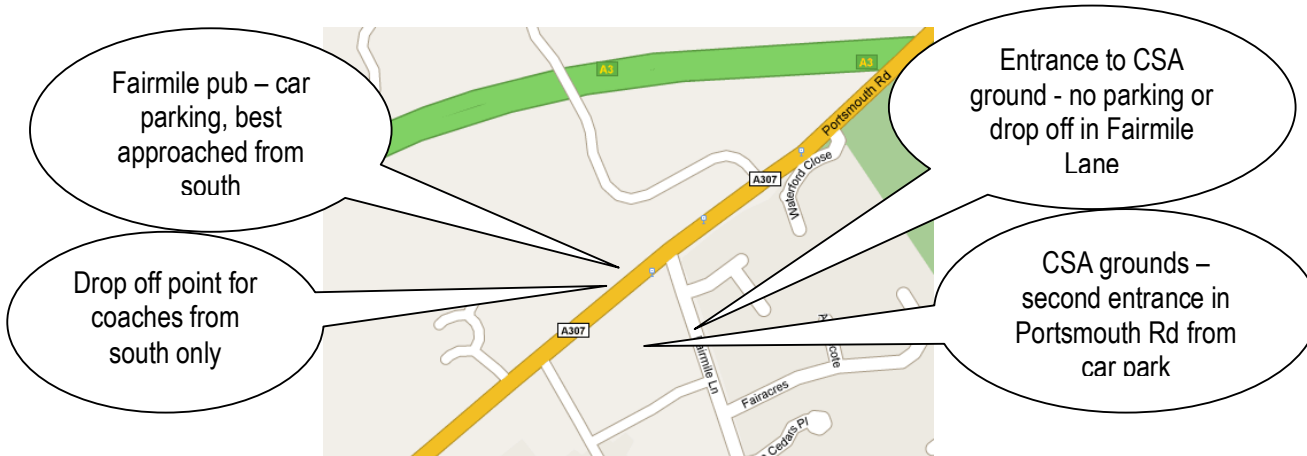 Fairmile pub – car
parking, best
approached from
south
Drop off point for
coaches from
south only
Entrance to CSA
ground - no parking or
drop off in Fairmile
Lane
CSA grounds –
second entrance in
Portsmouth Rd from
car park
A3
A3
Portsmouth Rd
Waterford Close
A307
A307
Fairmile Ln
Fairacres
Cedars Pl